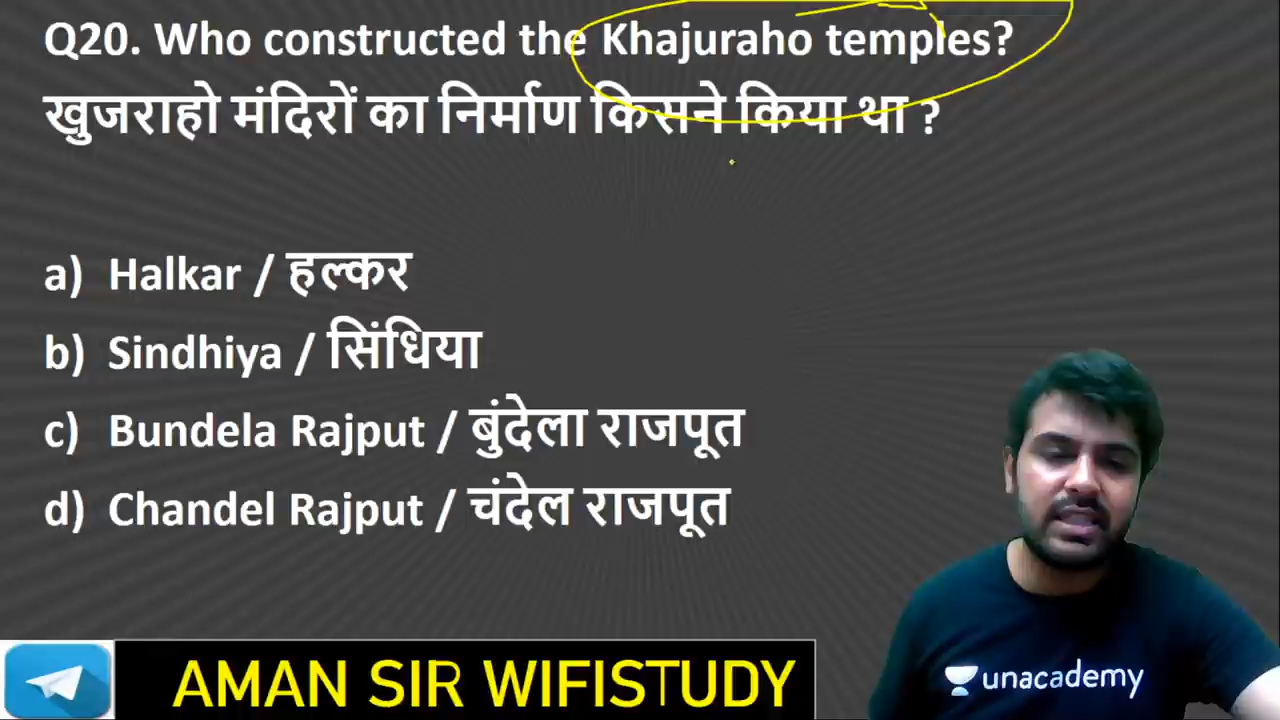 Q20. Who constructed the Khajuraho temples?
खुजराहो मंदिरों का निर्माण किसने किया था ?
a) Halkar / हल्कर
b) Sindhiya / सिंधिया
c) Bundela Rajput / बुंदेला राजपूत
d) Chandel Rajput / चंदेल राजपूत
unacademy
AMAN SIR WIFISTUDY